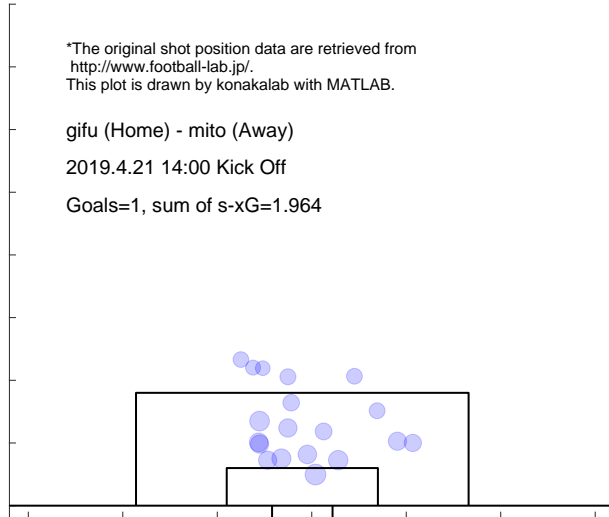 *The original shot position data are retrieved from
http://www.football-lab.jp/.
This plot is drawn by konakalab with MATLAB.
gifu (Home) - mito (Away)
2019.4.21 14:00 Kick Off
Goals=1, sum of s-xG=1.964